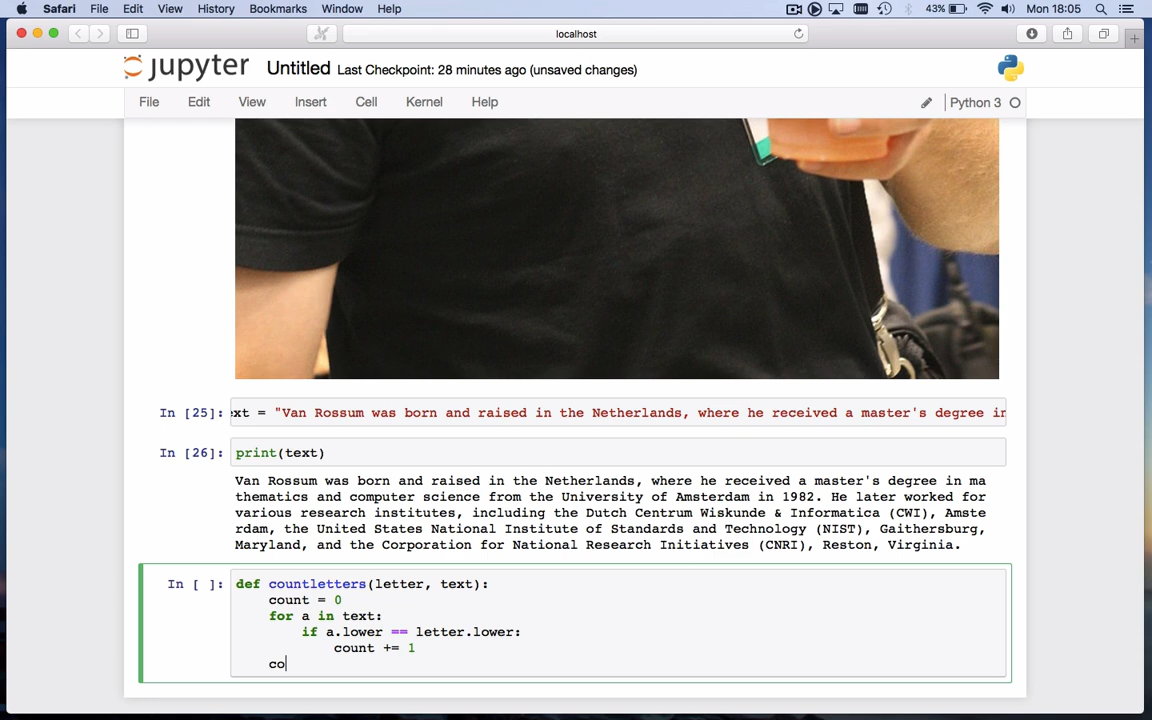 Safari File Edit View History Bookmarks Window Help 43% Mon 18:05
localhost
jupyter Untitled Last Checkpoint: 28 minutes ago (unsaved changes)
File Edit View Insert Cell Kernel Help Python 3
In [25]: ext = "Van Rossum was born and raised in the Netherlands, where he received a master's degree in
In [26]: print(text)
Van Rossum was born and raised in the Netherlands, where he received a master's degree in ma
thematics and computer science from the University of Amsterdam in 1982. He later worked for
various research institutes, including the Dutch Centrum Wiskunde & Informatica (CWI), Amste
rdam, the United States National Institute of Standards and Technology (NIST), Gaithersburg,
Maryland, and the Corporation for National Research Initiatives (CNRI), Reston, Virginia.
In [ ]: def countletters(letter, text):
    count = 0
    for a in text:
        if a.lower == letter.lower:
            count += 1
    co